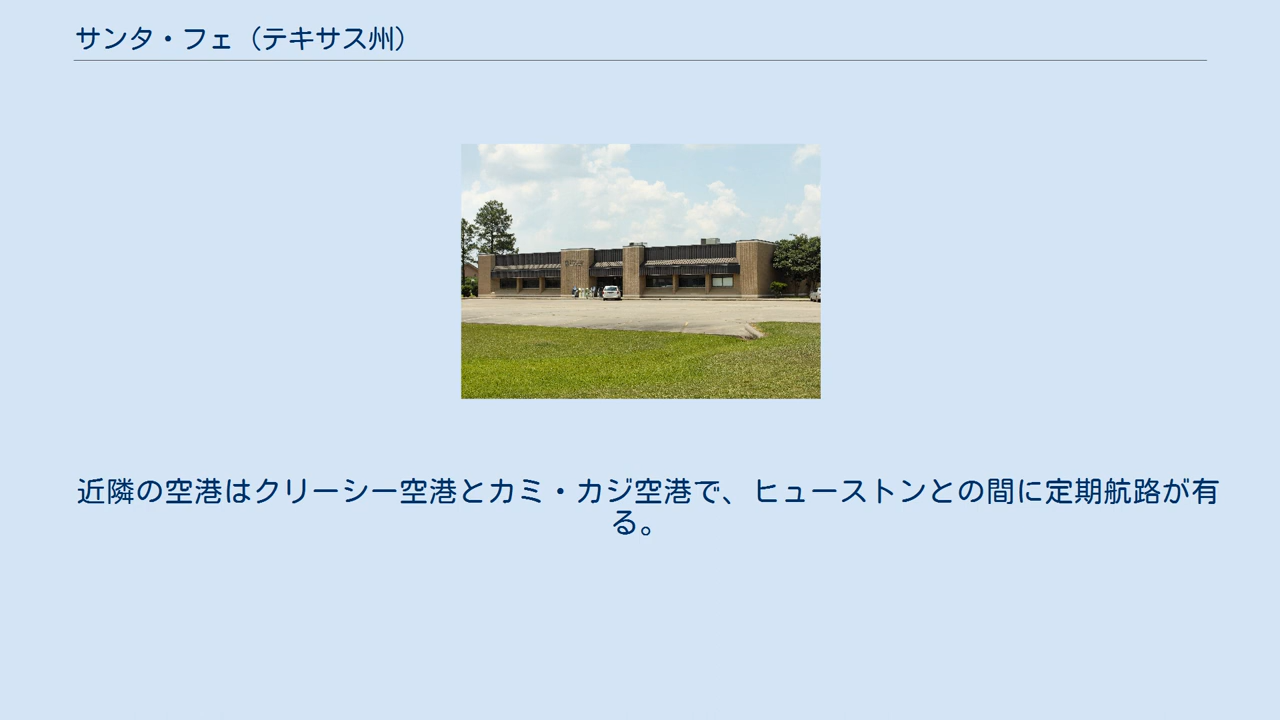 サンタ・フェ（テキサス州）
近隣の空港はクリーシー空港とカミ・カジ空港で、ヒューストンとの間に定期航路が有
る。